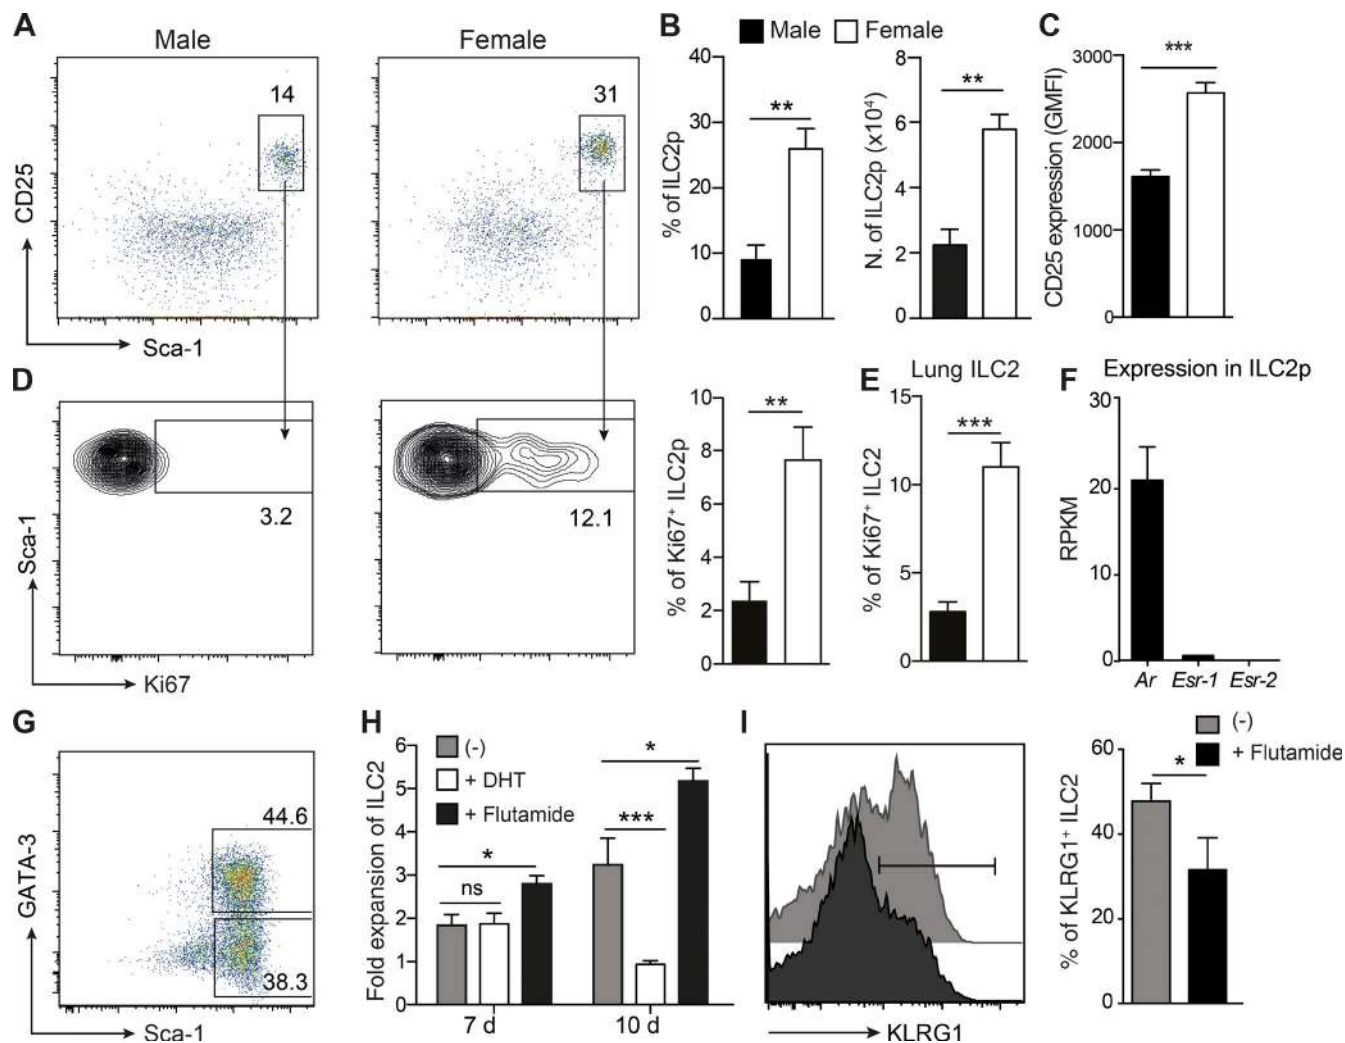 A
Male
Female
14
31
CD25
Sca-1
B
Male
Female
% of ILC2p
40
30
20
10
0
**
N. of ILC2p (x10⁴)
8
6
4
2
0
**
C
CD25 expression (GMFI)
3000
2000
1000
0
***
D
3.2
12.1
Sca-1
Ki67
% of Ki67⁺ ILC2p
10
8
6
4
2
0
**
E
Lung ILC2
% of Ki67⁺ ILC2
15
10
5
0
***
F
Expression in ILC2p
RPKM
30
20
10
0
Ar Esr-1 Esr-2
G
44.6
38.3
GATA-3
Sca-1
H
Fold expansion of ILC2
6
5
4
3
2
1
0
(-)
+ DHT
+ Flutamide
ns
*
***
*
7 d
10 d
I
KLRG1
(-)
+ Flutamide
% of KLRG1⁺ ILC2
60
40
20
0
*